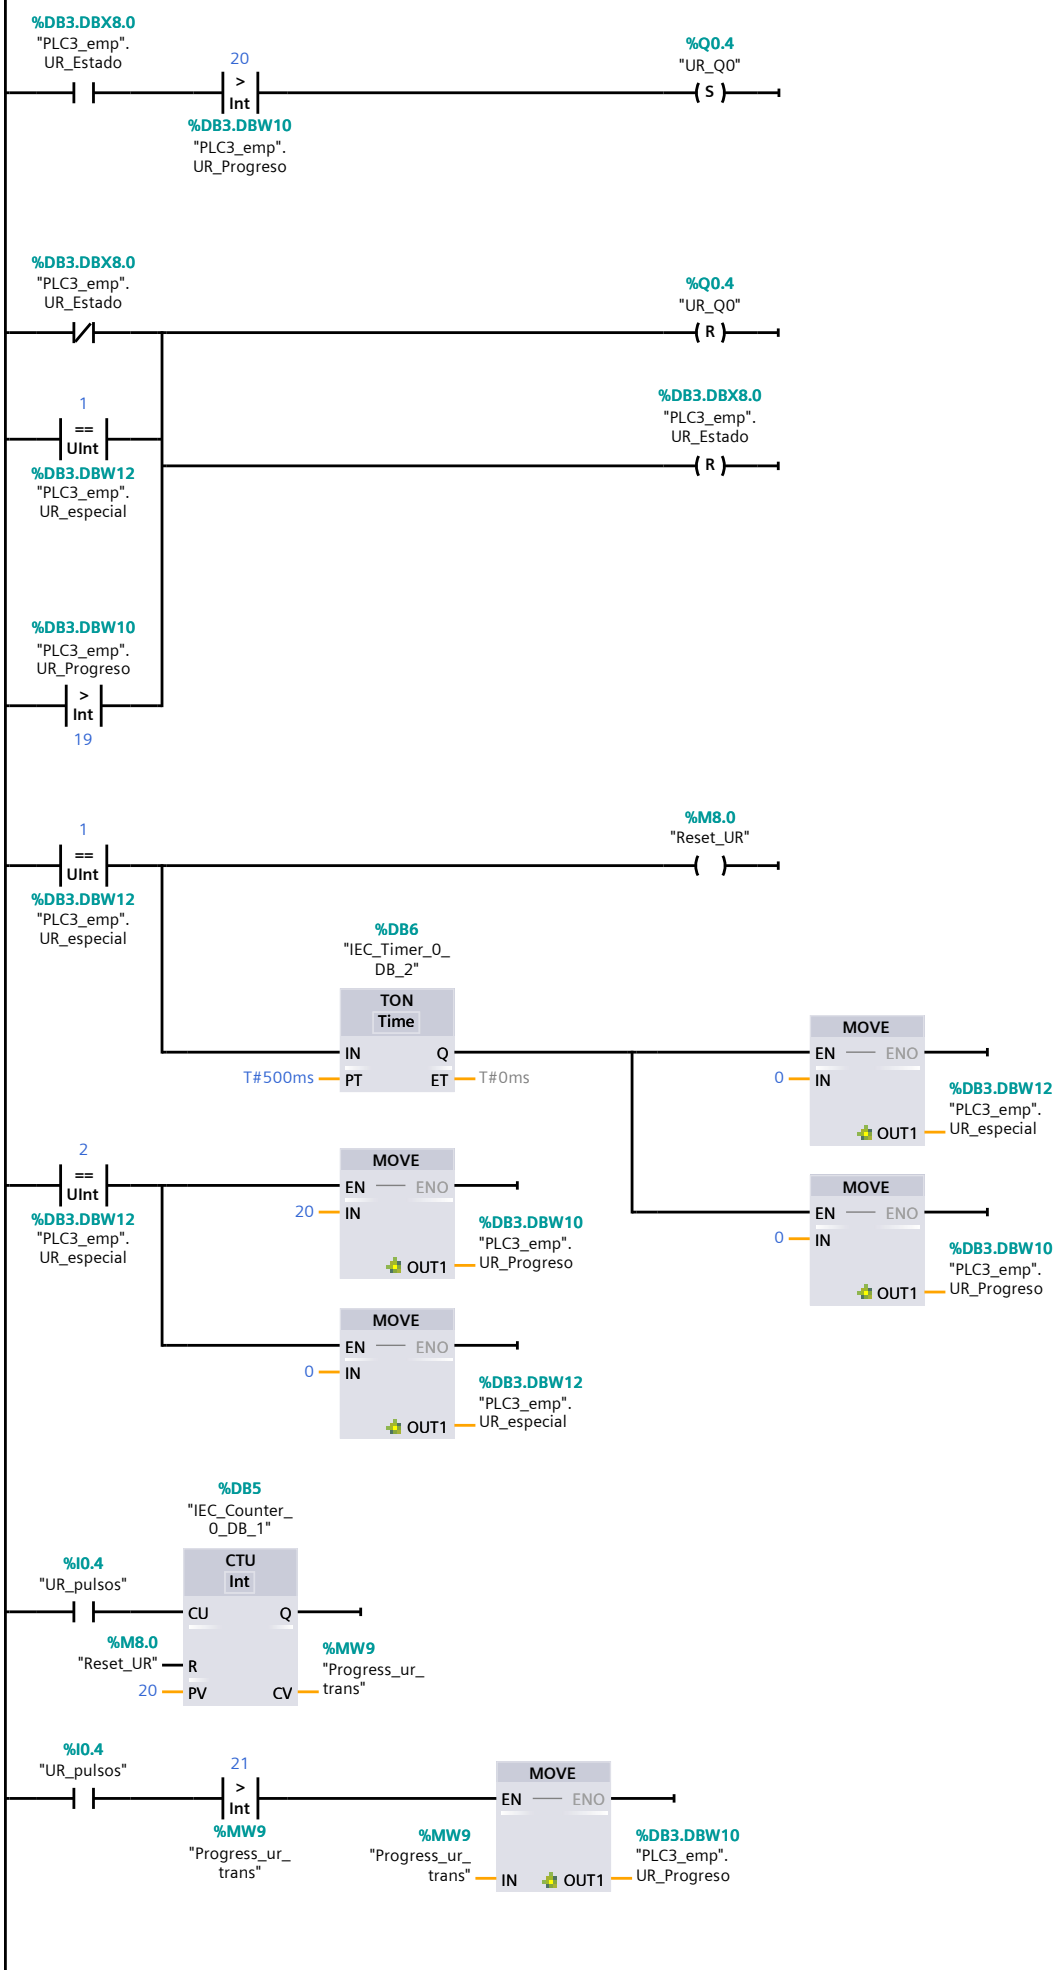 %DB3.DBX8.0
"PLC3_emp".
UR_Estado
20
>
Int
%DB3.DBW10
"PLC3_emp".
UR_Progreso
%Q0.4
"UR_Q0"
S
%DB3.DBX8.0
"PLC3_emp".
UR_Estado
%Q0.4
"UR_Q0"
R
1
==
UInt
%DB3.DBW12
"PLC3_emp".
UR_especial
%DB3.DBX8.0
"PLC3_emp".
UR_Estado
R
%DB3.DBW10
"PLC3_emp".
UR_Progreso
>
Int
19
1
==
UInt
%DB3.DBW12
"PLC3_emp".
UR_especial
%M8.0
"Reset_UR"
%DB6
"IEC_Timer_0_
DB_2"
TON
Time
IN Q
T#500ms PT ET T#0ms
MOVE
EN ENO
0 IN
%DB3.DBW12
"PLC3_emp".
OUT1 UR_especial
2
==
UInt
%DB3.DBW12
"PLC3_emp".
UR_especial
MOVE
EN ENO
20 IN
%DB3.DBW10
"PLC3_emp".
OUT1 UR_Progreso
MOVE
EN ENO
0 IN
%DB3.DBW10
"PLC3_emp".
OUT1 UR_Progreso
MOVE
EN ENO
0 IN
%DB3.DBW12
"PLC3_emp".
OUT1 UR_especial
%DB5
"IEC_Counter_
0_DB_1"
%I0.4
"UR_pulsos"
CTU
Int
CU Q
%M8.0
"Reset_UR" R
20 PV CV
%MW9
"Progress_ur_
trans"
%I0.4
"UR_pulsos"
21
>
Int
%MW9
"Progress_ur_
trans"
MOVE
EN ENO
%MW9
"Progress_ur_
trans" IN
%DB3.DBW10
"PLC3_emp".
OUT1 UR_Progreso